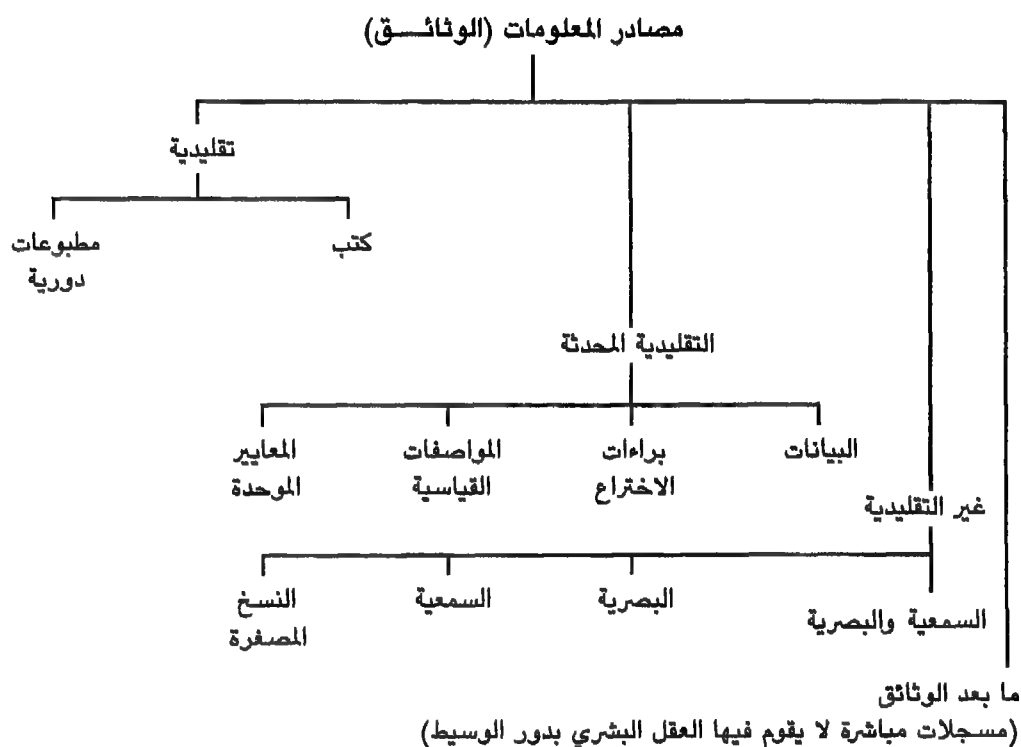 مصادر المعلومات (الوثائــــق)
تقليدية
كتب
مطبوعات
دورية
التقليدية المحدثة
البيانات
براءات
الاختراع
المواصفات
القياسية
المعايير
الموحدة
غير التقليدية
السمعية والبصرية
البصرية
السمعية
النسخ
المصغرة
ما بعد الوثائق
(مسجلات مباشرة لا يقوم فيها العقل البشري بدور الوسيط)